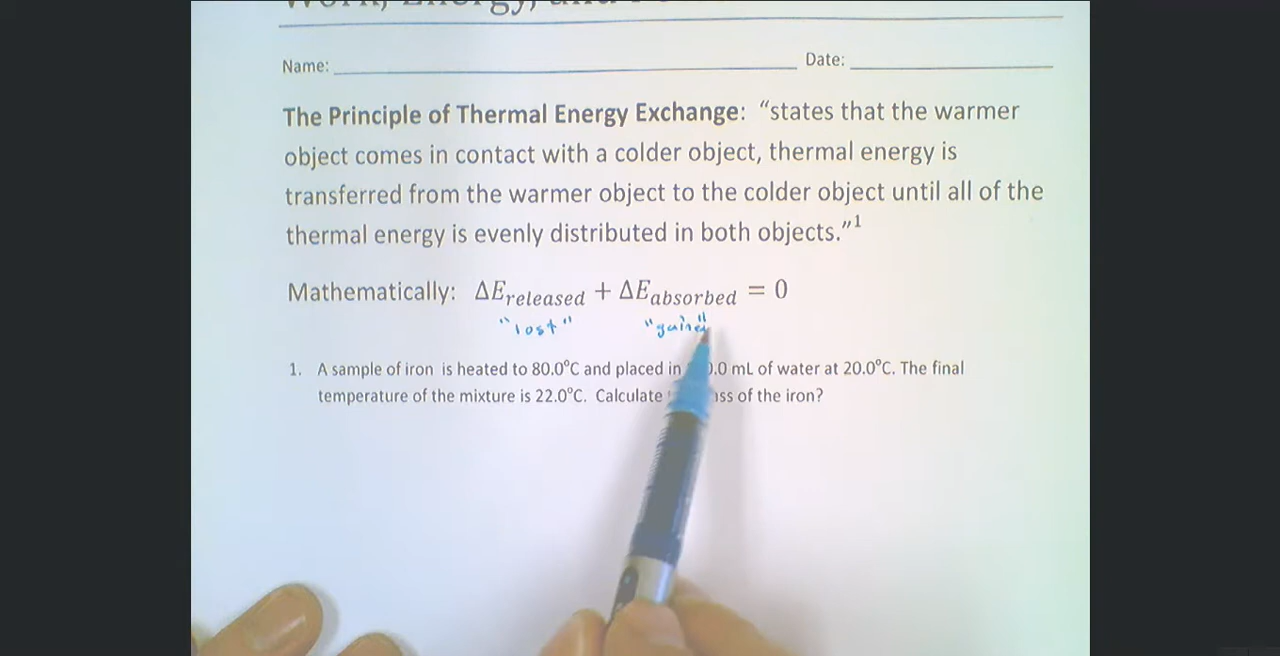 Name: Date:
The Principle of Thermal Energy Exchange: “states that the warmer
object comes in contact with a colder object, thermal energy is
transferred from the warmer object to the colder object until all of the
thermal energy is evenly distributed in both objects.”1
Mathematically: ΔEreleased + ΔEabsorbed = 0
"lost" "gained"
1. A sample of iron is heated to 80.0°C and placed in mL of water at 20.0°C. The final
temperature of the mixture is 22.0°C. Calculate of the iron?